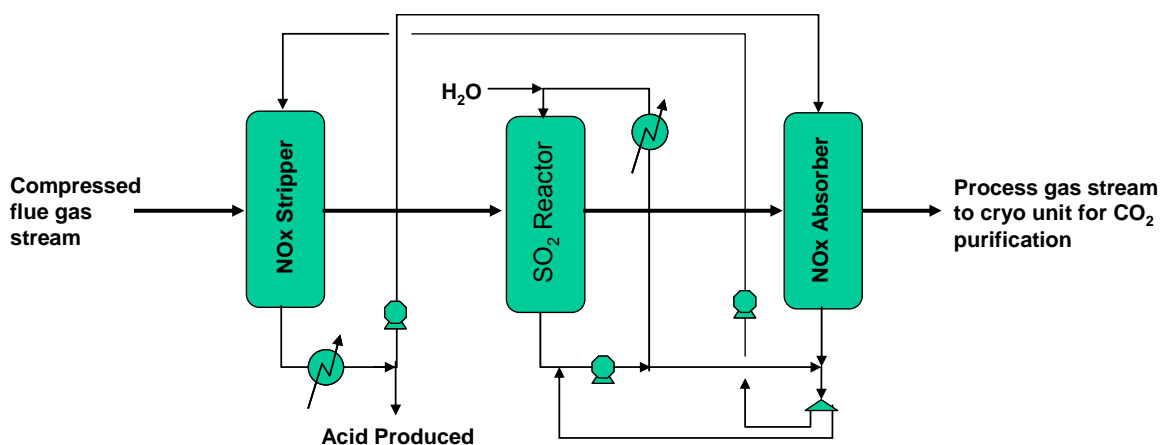 H₂O
Compressed
flue gas
stream
NOx Stripper
SO₂ Reactor
NOx Absorber
Process gas stream
to cryo unit for CO₂
purification
Acid Produced